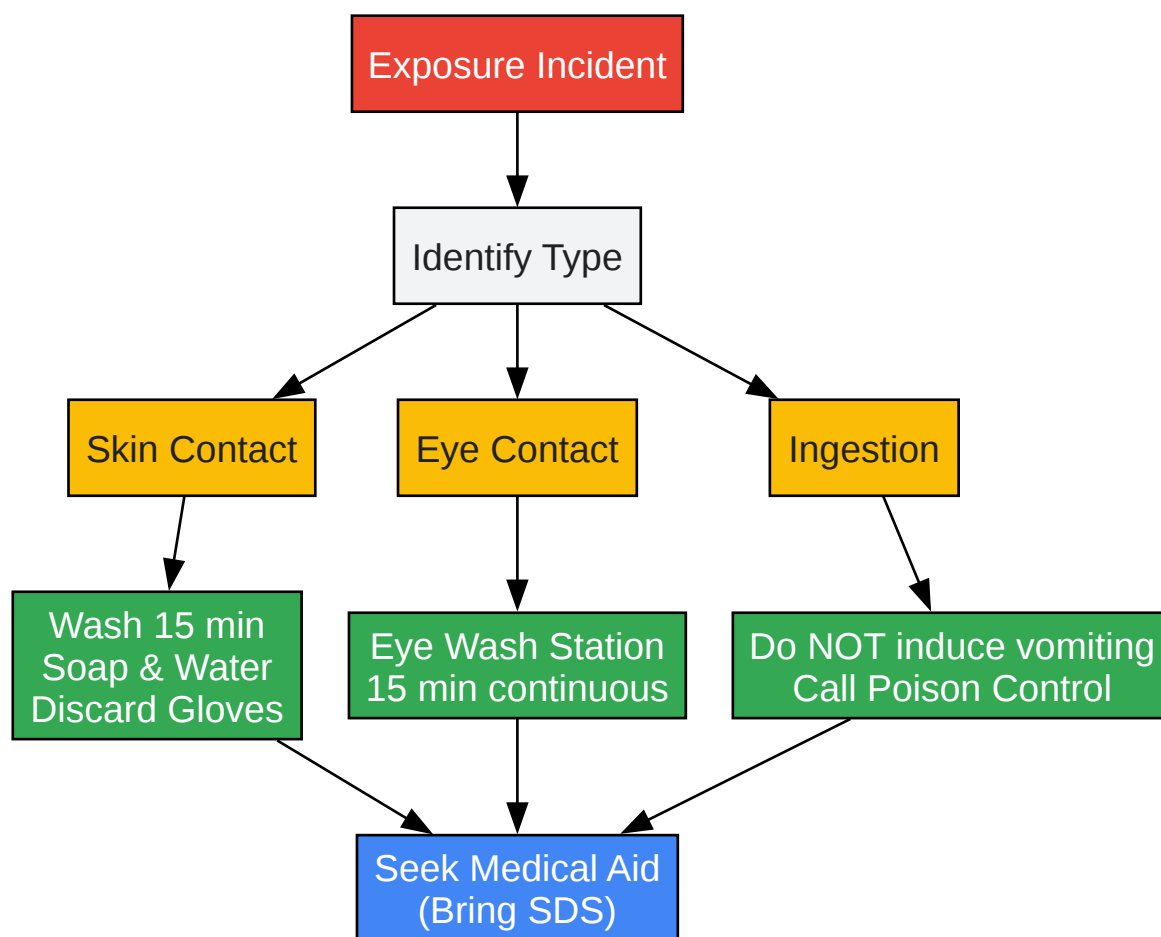 Exposure Incident
Identify Type
Skin Contact
Eye Contact
Ingestion
Wash 15 min
Soap & Water
Discard Gloves
Eye Wash Station
15 min continuous
Do NOT induce vomiting
Call Poison Control
Seek Medical Aid
(Bring SDS)